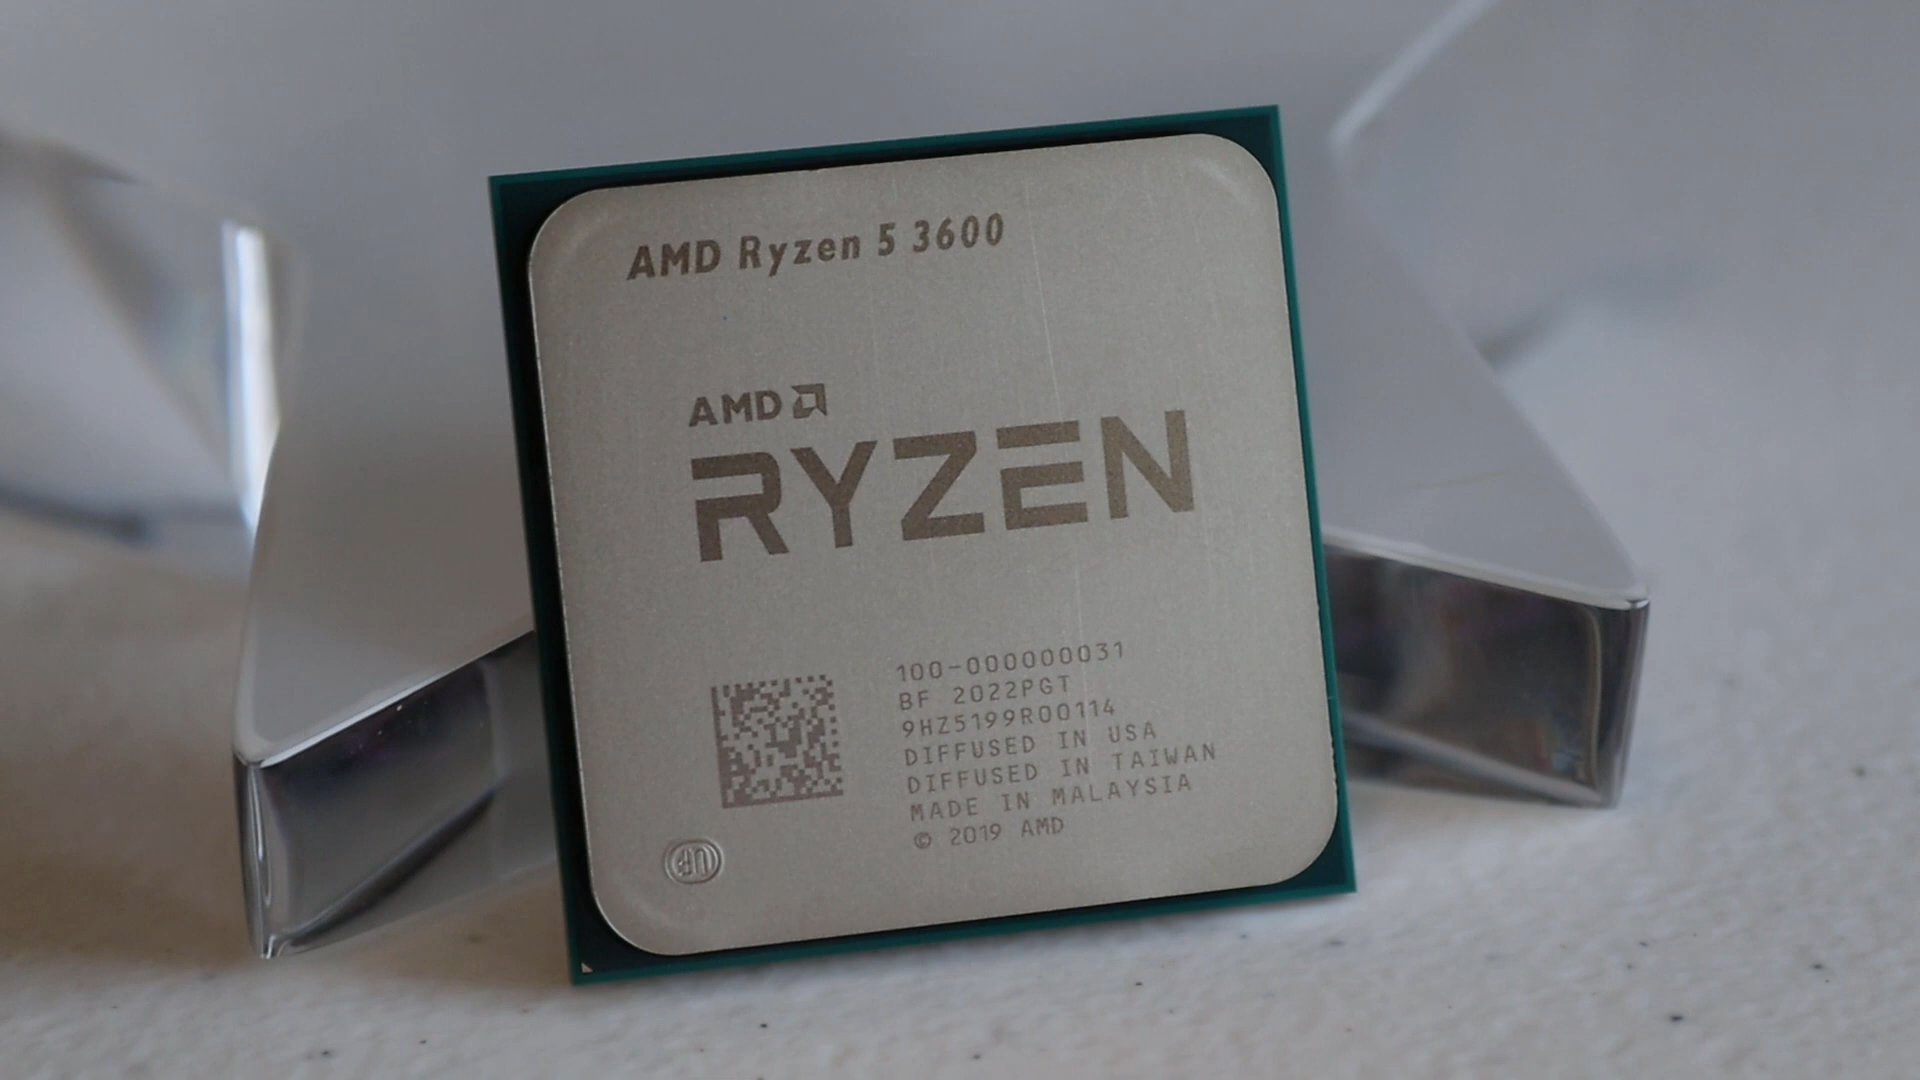 AMD Ryzen 5 3600
AMD
RYZEN
100-000000031
BF 2022PGT
9HZ5199R00114
DIFFUSED IN USA
DIFFUSED IN TAIWAN
MADE IN MALAYSIA
© 2019 AMD